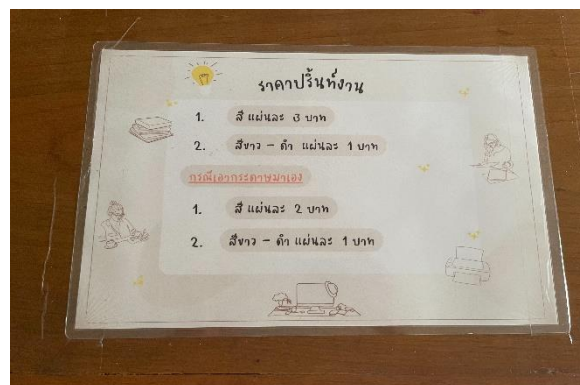 ราคาปริ้นท์งาน
1. สี แผ่นละ 3 บาท
2. สีขาว - ดำ แผ่นละ 1 บาท
กรณีเอากระดาษมาเอง
1. สี แผ่นละ 2 บาท
2. สีขาว - ดำ แผ่นละ 1 บาท